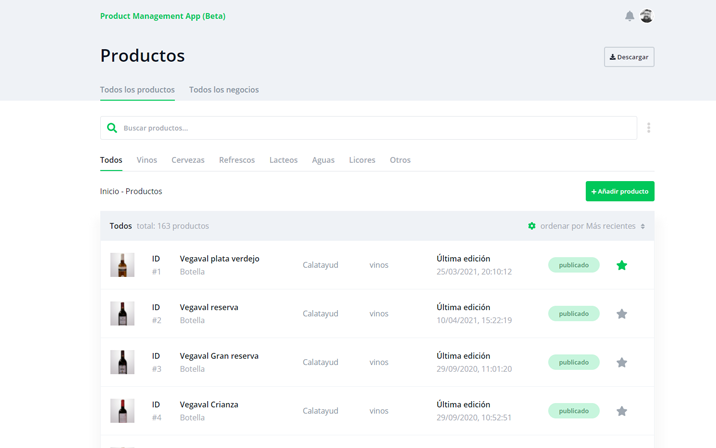 Product Management App (Beta)
Productos
Descargar
Todos los productos Todos los negocios
Buscar productos...
Todos Vinos Cervezas Refrescos Lacteos Aguas Licores Otros
Inicio - Productos
+ Añadir producto
Todos total: 163 productos ordenar por Más recientes
ID Vegaval plata verdejo Última edición
#1 Botella Calatayud vinos 25/03/2021, 20:10:12 publicado
ID Vegaval reserva Última edición
#2 Botella Calatayud vinos 10/04/2021, 15:22:19 publicado
ID Vegaval Gran reserva Última edición
#3 Botella Calatayud vinos 29/09/2020, 11:01:20 publicado
ID Vegaval Crianza Última edición
#4 Botella Calatayud vinos 29/09/2020, 10:52:51 publicado